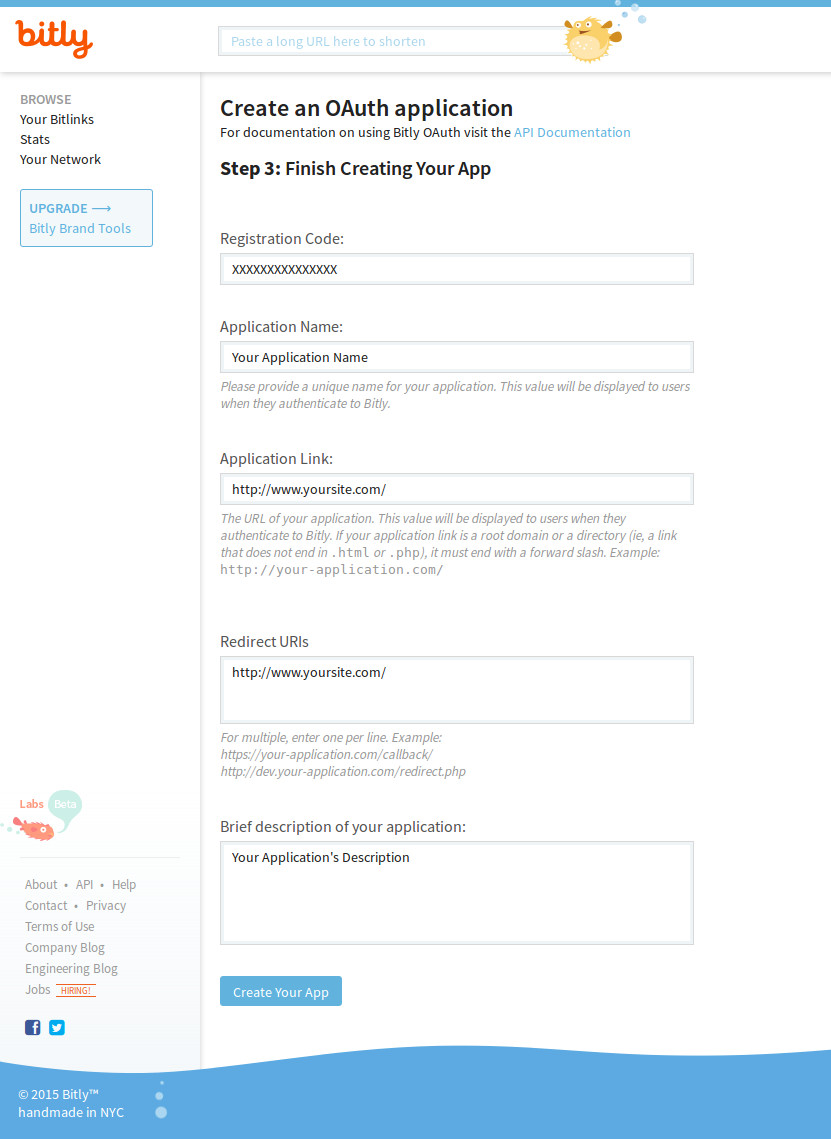 bitly
Paste a long URL here to shorten
BROWSE
Your Bitlinks
Stats
Your Network
UPGRADE ⟶
Bitly Brand Tools
Create an OAuth application
For documentation on using Bitly OAuth visit the API Documentation
Step 3: Finish Creating Your App
Registration Code:
XXXXXXXXXXXXXXX
Application Name:
Your Application Name
Please provide a unique name for your application. This value will be displayed to users
when they authenticate to Bitly.
Application Link:
http://www.yoursite.com/
The URL of your application. This value will be displayed to users when they
authenticate to Bitly. If your application link is a root domain or a directory (ie, a link
that does not end in .html or .php), it must end with a forward slash. Example:
http://your-application.com/
Redirect URIs
http://www.yoursite.com/
For multiple, enter one per line. Example:
https://your-application.com/callback/
http://dev.your-application.com/redirect.php
Brief description of your application:
Your Application's Description
Create Your App
Labs Beta
About • API • Help
Contact • Privacy
Terms of Use
Company Blog
Engineering Blog
Jobs HIRING!
© 2015 Bitly™
handmade in NYC